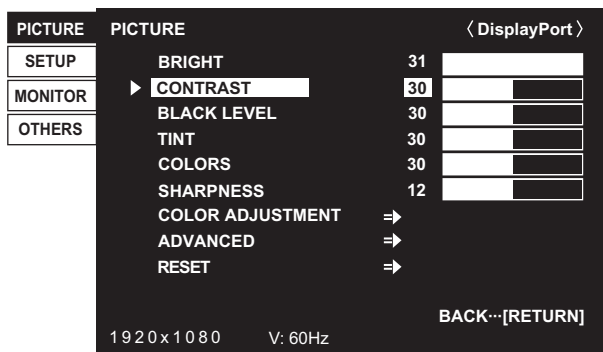 PICTURE
SETUP
MONITOR
OTHERS
PICTURE 〈DisplayPort〉
BRIGHT 31
CONTRAST 30
BLACK LEVEL 30
TINT 30
COLORS 30
SHARPNESS 12
COLOR ADJUSTMENT
ADVANCED
RESET
BACK···[RETURN]
1920x1080 V: 60Hz